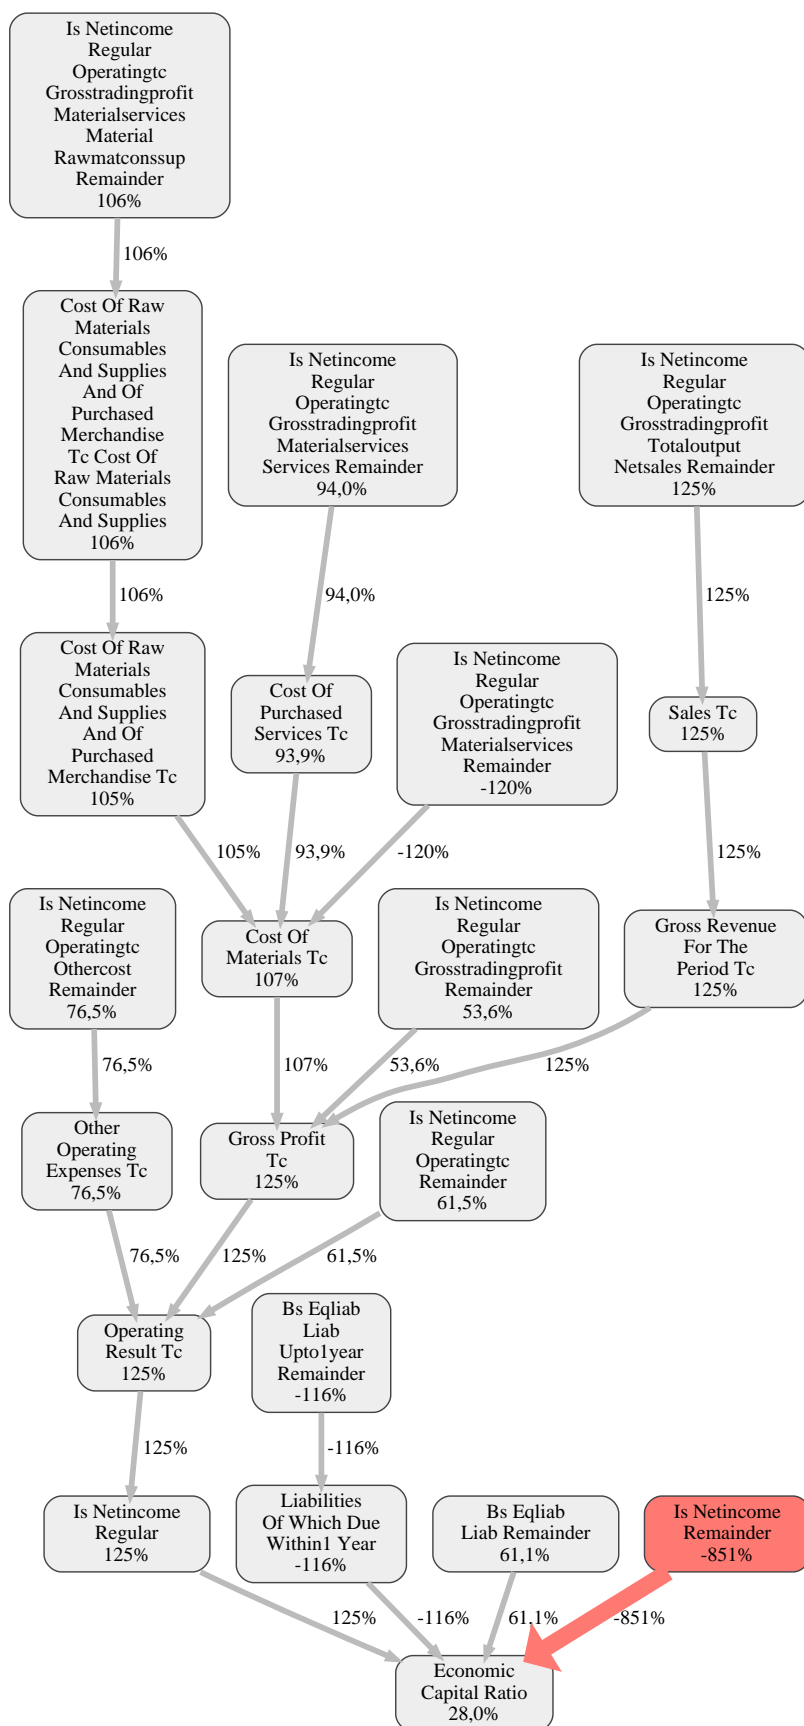 Is Netincome
Regular
Operatingtc
Grosstradingprofit
Materialservices
Material
Rawmatconssup
Remainder
106%
106%
Cost Of Raw
Materials
Consumables
And Supplies
And Of
Purchased
Merchandise
Tc Cost Of
Raw Materials
Consumables
And Supplies
106%
Is Netincome
Regular
Operatingtc
Grosstradingprofit
Materialservices
Services Remainder
94,0%
Is Netincome
Regular
Operatingtc
Grosstradingprofit
Totaloutput
Netsales Remainder
125%
106%
94,0%
125%
Cost Of Raw
Materials
Consumables
And Supplies
And Of
Purchased
Merchandise Tc
105%
Cost Of
Purchased
Services Tc
93,9%
Is Netincome
Regular
Operatingtc
Grosstradingprofit
Materialservices
Remainder
-120%
Sales Tc
125%
105%
93,9%
-120%
125%
Is Netincome
Regular
Operatingtc
Othercost
Remainder
76,5%
Cost Of
Materials Tc
107%
Is Netincome
Regular
Operatingtc
Grosstradingprofit
Remainder
53,6%
Gross Revenue
For The
Period Tc
125%
76,5%
107%
53,6%
125%
Other
Operating
Expenses Tc
76,5%
Gross Profit
Tc
125%
Is Netincome
Regular
Operatingtc
Remainder
61,5%
76,5%
125%
61,5%
Operating
Result Tc
125%
Bs Eqliab
Liab
Upto1year
Remainder
-116%
125%
-116%
Is Netincome
Regular
125%
Liabilities
Of Which Due
Within1 Year
-116%
Bs Eqliab
Liab Remainder
61,1%
Is Netincome
Remainder
-851%
125%
-116%
61,1%
-851%
Economic
Capital Ratio
28,0%